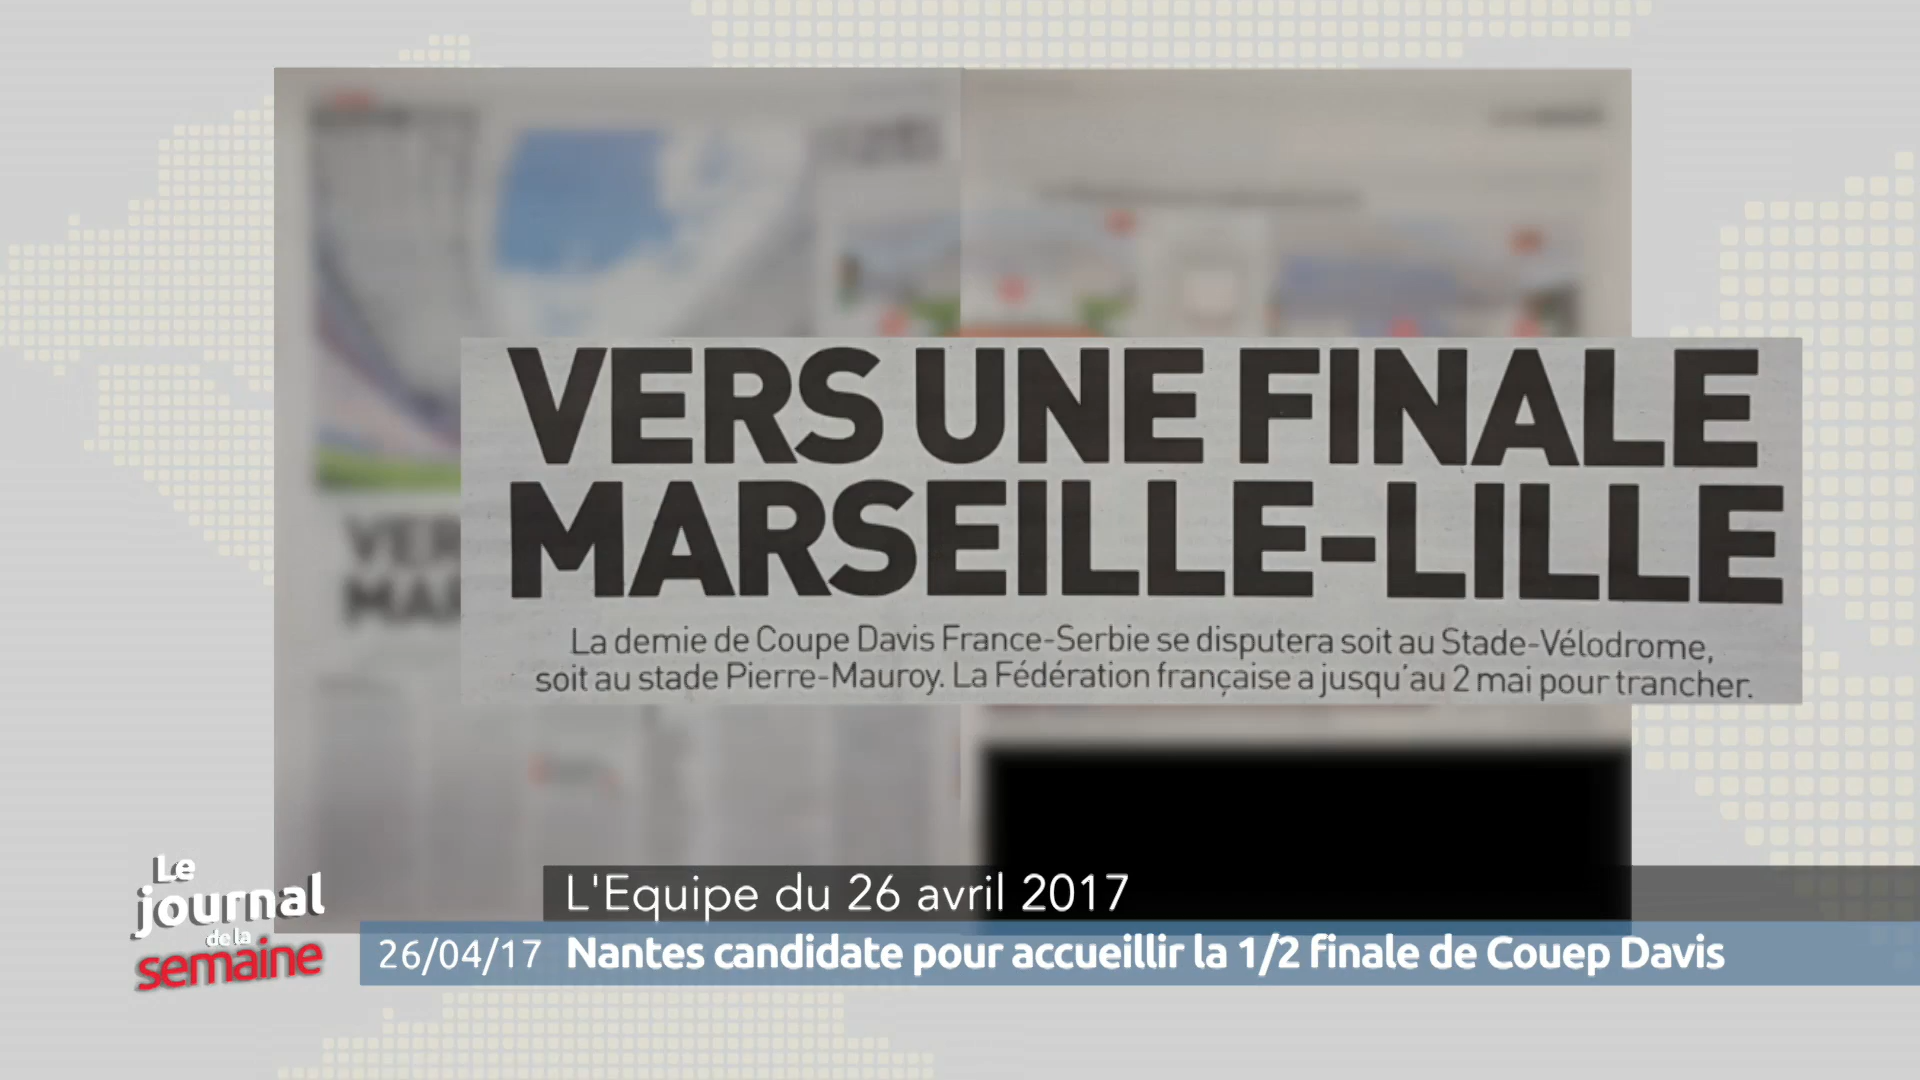 VERS UNE FINALE
MARSEILLE-LILLE
La demie de Coupe Davis France-Serbie se disputera soit au Stade-Vélodrome,
soit au stade Pierre-Mauroy. La Fédération française a jusqu'au 2 mai pour trancher.
VER
MAR
L'Equipe du 26 avril 2017
26/04/17 Nantes candidate pour accueillir la 1/2 finale de Couep Davis
Le
journal
de la
semaine